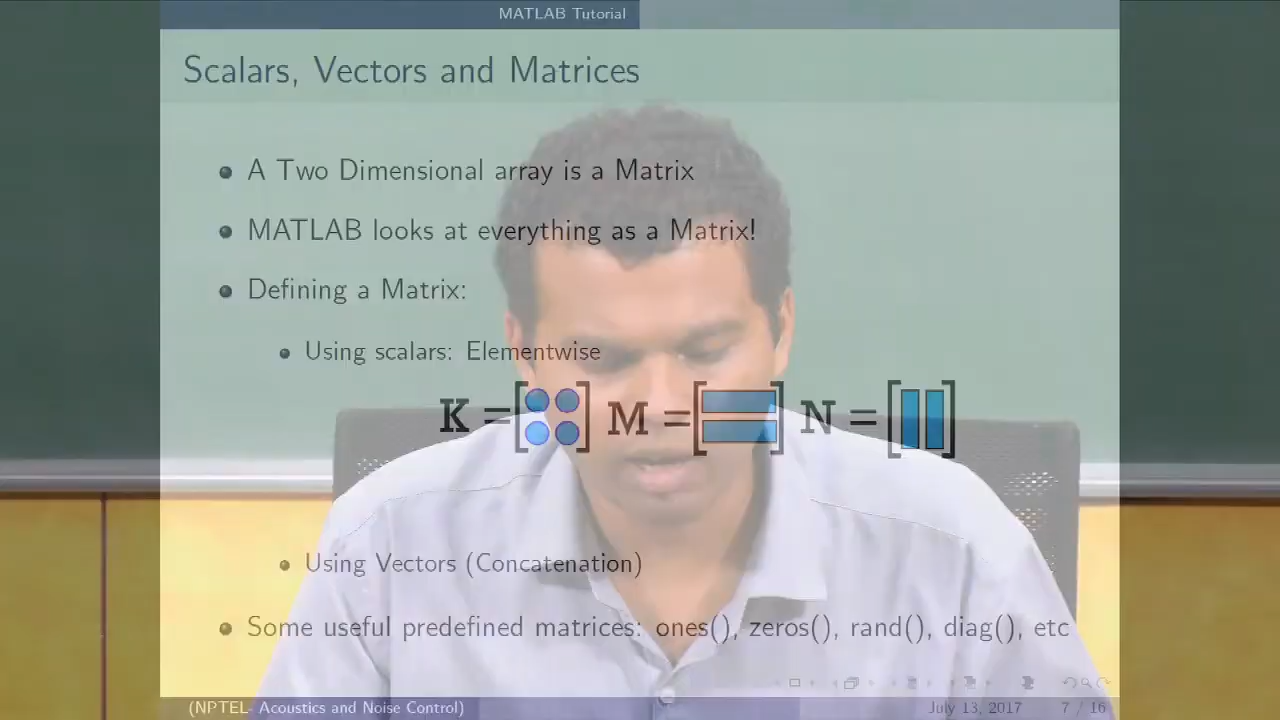 MATLAB Tutorial
Scalars, Vectors and Matrices
A Two Dimensional array is a Matrix
MATLAB looks at everything as a Matrix!
Defining a Matrix:
Using scalars: Elementwise
K = [ ] M = [ ] N = [ ]
Using Vectors (Concatenation)
Some useful predefined matrices: ones(), zeros(), rand(), diag(), etc
(NPTEL- Acoustics and Noise Control) July 13, 2017 7 / 16